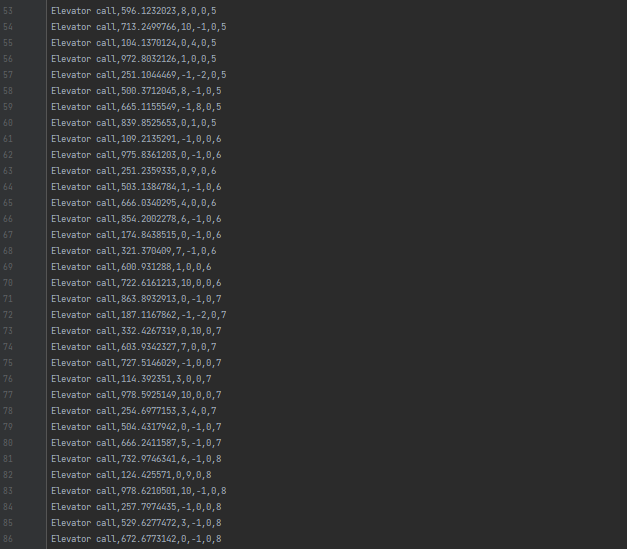 53 Elevator call,596.1232023,8,0,0,5
54 Elevator call,713.2499766,10,-1,0,5
55 Elevator call,104.1370124,0,4,0,5
56 Elevator call,972.8032126,1,0,0,5
57 Elevator call,251.1044469,-1,-2,0,5
58 Elevator call,500.3712045,8,-1,0,5
59 Elevator call,665.1155549,-1,8,0,5
60 Elevator call,839.8525653,0,1,0,5
61 Elevator call,109.2135291,-1,0,0,6
62 Elevator call,975.8361203,0,-1,0,6
63 Elevator call,251.2359335,0,9,0,6
64 Elevator call,503.1384784,1,-1,0,6
65 Elevator call,666.0340295,4,0,0,6
66 Elevator call,854.2002278,6,-1,0,6
67 Elevator call,174.8438515,0,-1,0,6
68 Elevator call,321.370409,7,-1,0,6
69 Elevator call,600.931288,1,0,0,6
70 Elevator call,722.6161213,10,0,0,6
71 Elevator call,863.8932913,0,-1,0,7
72 Elevator call,187.1167862,-1,-2,0,7
73 Elevator call,332.4267319,0,10,0,7
74 Elevator call,603.9342327,7,0,0,7
75 Elevator call,727.5146029,-1,0,0,7
76 Elevator call,114.392351,3,0,0,7
77 Elevator call,978.5925149,10,0,0,7
78 Elevator call,254.6977153,3,4,0,7
79 Elevator call,504.4317942,0,-1,0,7
80 Elevator call,666.2411587,5,-1,0,7
81 Elevator call,732.9746341,6,-1,0,8
82 Elevator call,124.425571,0,9,0,8
83 Elevator call,978.6210501,10,-1,0,8
84 Elevator call,257.7974435,-1,0,0,8
85 Elevator call,529.6277472,3,-1,0,8
86 Elevator call,672.6773142,0,-1,0,8